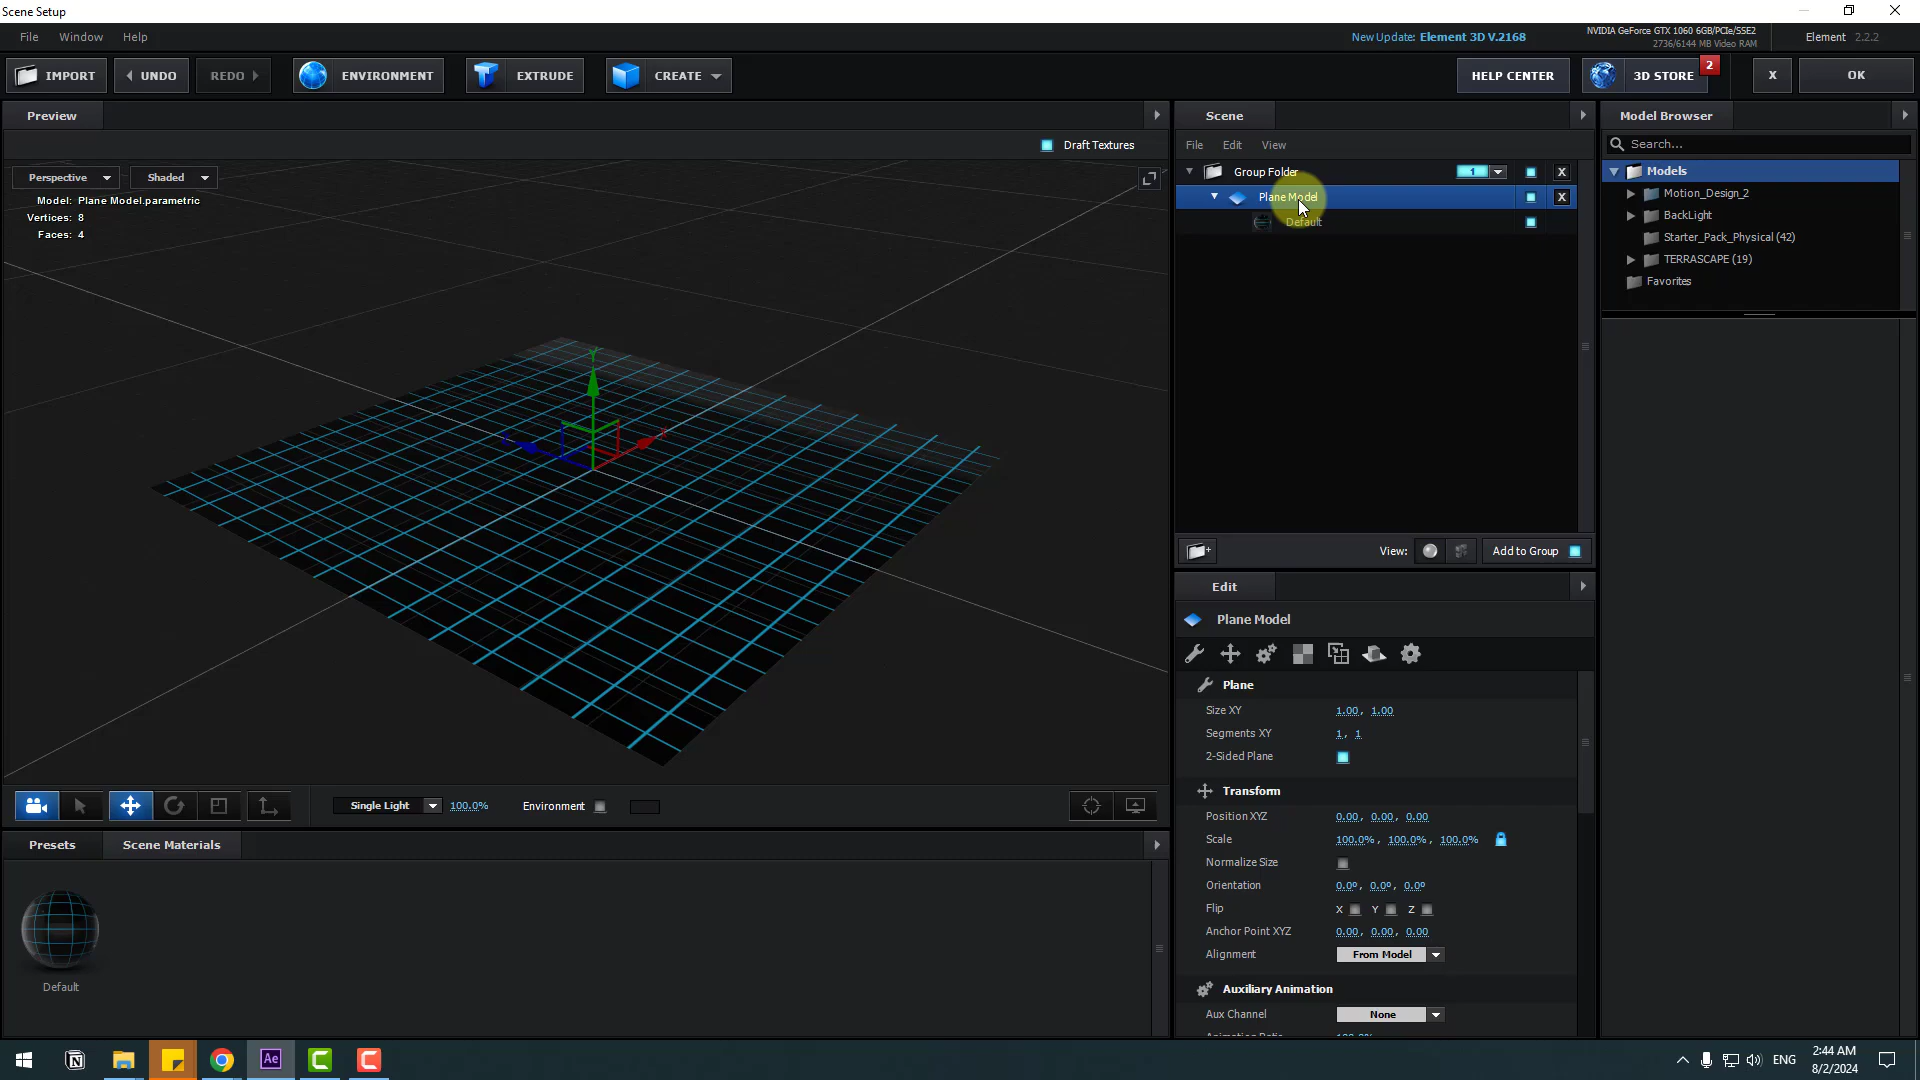 Scene Setup
File Window Help
New Update: Element 3D V.2168
NVIDIA GeForce GTX 1060 6GB/PCIe/SSE2
2736/6144 MB Video RAM
Element 2.2.2
IMPORT UNDO REDO ENVIRONMENT EXTRUDE CREATE HELP CENTER 3D STORE 2 X OK
Preview
Draft Textures
Perspective Shaded
Model: Plane Model.parametric
Vertices: 8
Faces: 4
Y
X
Single Light 100.0% Environment
Presets Scene Materials
Default
Scene
File Edit View
Group Folder 1 X
Plane Model X
Default
View: Add to Group
Edit
Plane Model
Plane
Size XY 1.00, 1.00
Segments XY 1, 1
2-Sided Plane
Transform
Position XYZ 0.00, 0.00, 0.00
Scale 100.0%, 100.0%, 100.0%
Normalize Size
Orientation 0.0º, 0.0º, 0.0º
Flip X Y Z
Anchor Point XYZ 0.00, 0.00, 0.00
Alignment From Model
Auxiliary Animation
Aux Channel None
Model Browser
Search...
Models
Motion_Design_2
BackLight
Starter_Pack_Physical (42)
TERRASCAPE (19)
Favorites
Ae
ENG
2:44 AM
8/2/2024